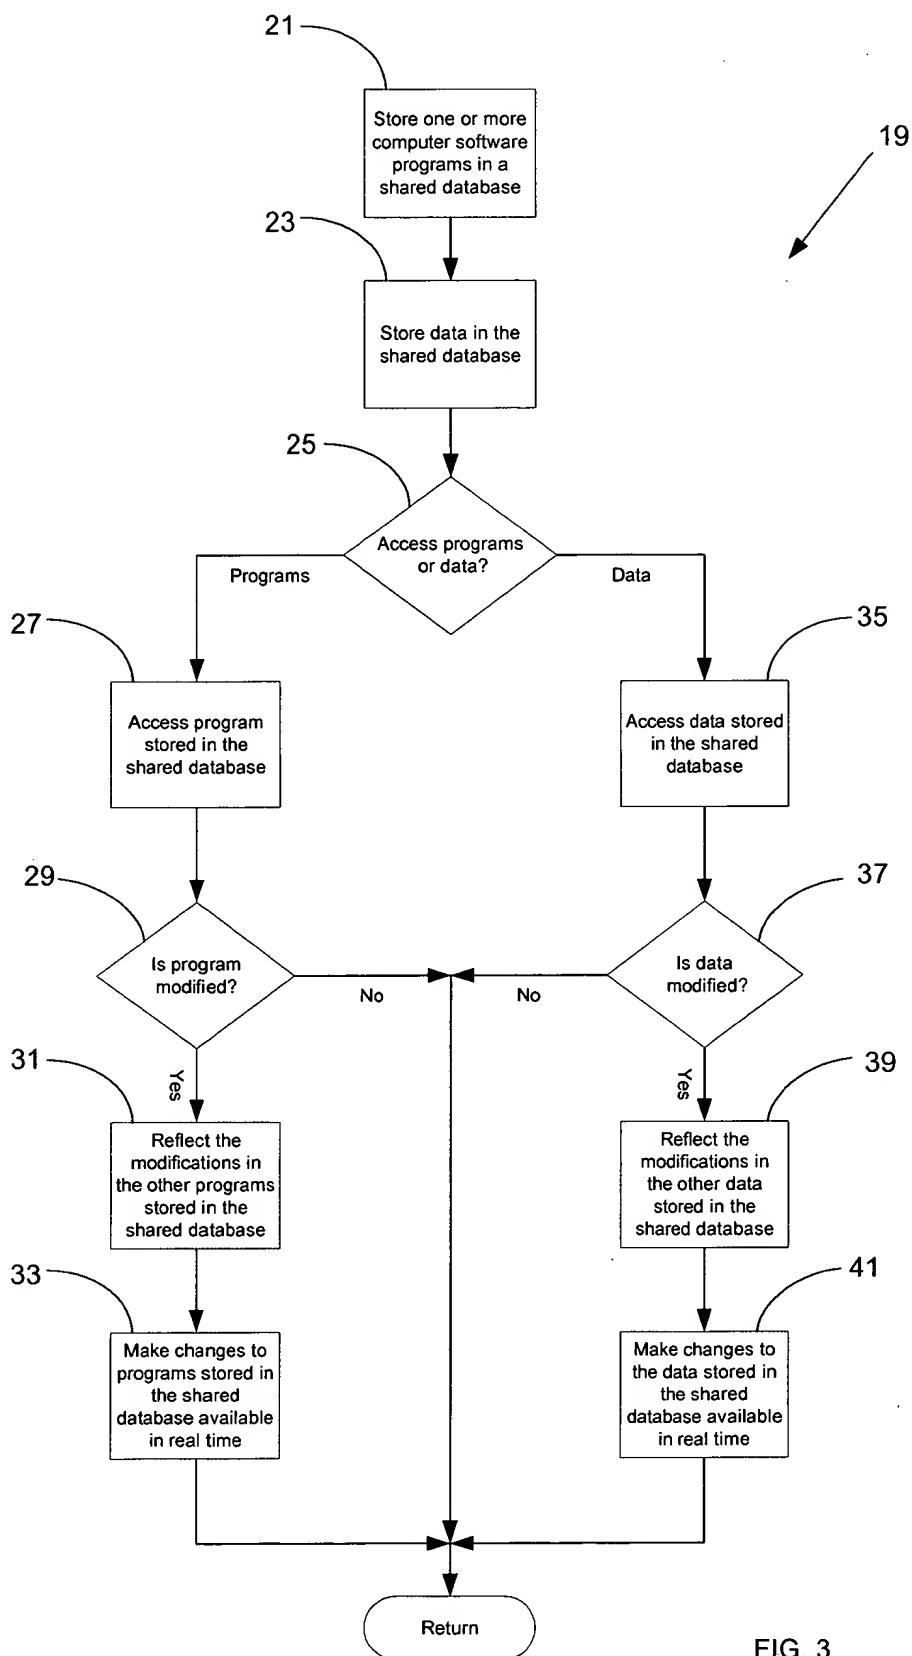 21
Store one or more
computer software
programs in a
shared database
19
23
Store data in the
shared database
25
Access programs
or data?
Programs
Data
27
Access program
stored in the
shared database
35
Access data stored
in the shared
database
29
Is program
modified?
No
37
Is data
modified?
No
31
Yes
Reflect the
modifications in
the other programs
stored in the
shared database
39
Yes
Reflect the
modifications in
the other data
stored in the
shared database
33
Make changes to
programs stored in
the shared
database available
in real time
41
Make changes to
the data stored in
the shared
database available
in real time
Return
FIG. 3